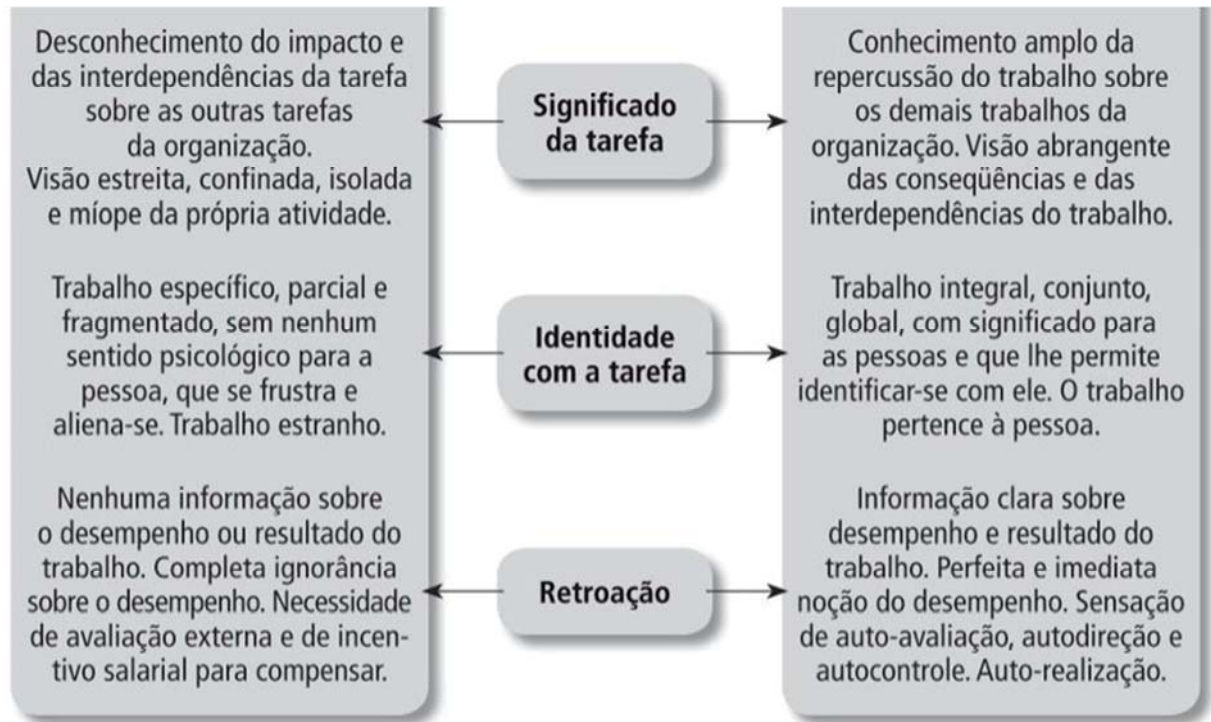 Desconhecimento do impacto e
das interdependências da tarefa
sobre as outras tarefas
da organização.
Visão estreita, confinada, isolada
e míope da própria atividade.
Significado
da tarefa
Conhecimento amplo da
repercussão do trabalho sobre
os demais trabalhos da
organização. Visão abrangente
das conseqüências e das
interdependências do trabalho.
Trabalho específico, parcial e
fragmentado, sem nenhum
sentido psicológico para a
pessoa, que se frustra e
aliena-se. Trabalho estranho.
Identidade
com a tarefa
Trabalho integral, conjunto,
global, com significado para
as pessoas e que lhe permite
identificar-se com ele. O trabalho
pertence à pessoa.
Nenhuma informação sobre
o desempenho ou resultado do
trabalho. Completa ignorância
sobre o desempenho. Necessidade
de avaliação externa e de incen-
tivo salarial para compensar.
Retroação
Informação clara sobre
desempenho e resultado do
trabalho. Perfeita e imediata
noção do desempenho. Sensação
de auto-avaliação, autodireção e
autocontrole. Auto-realização.